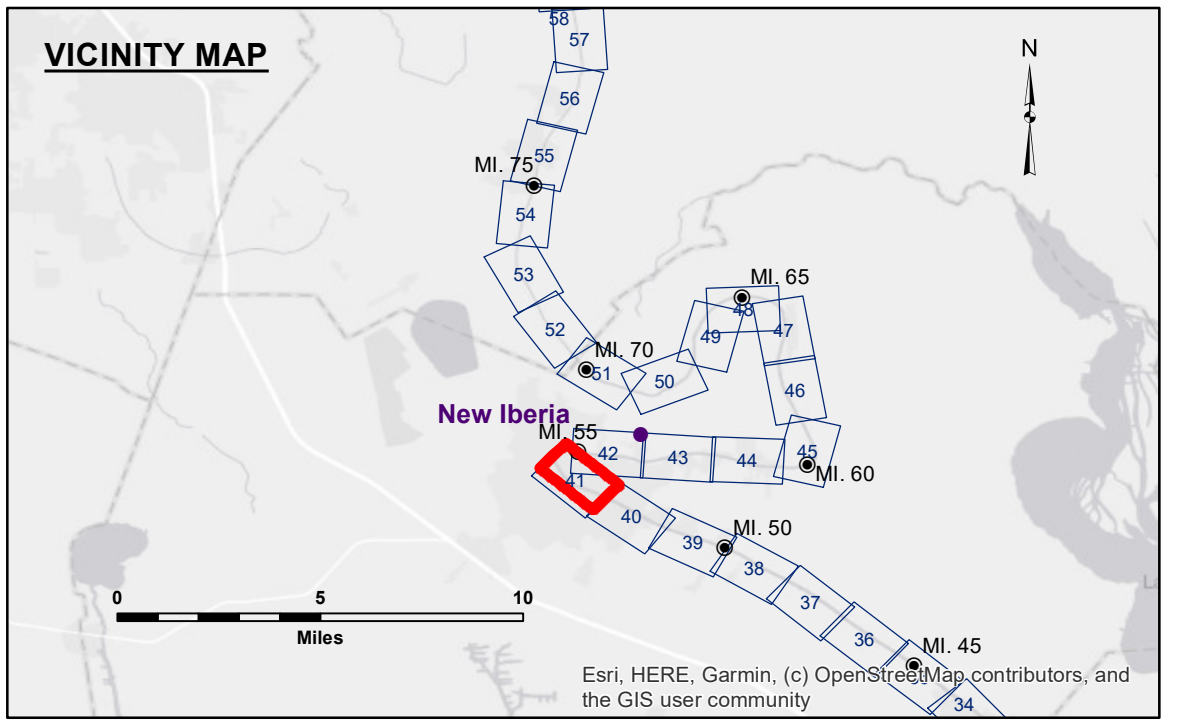 58
57
VICINITY MAP
N
56
55
MI. 75
54
53
MI. 65
48
47
52
49
MI. 70
51
50
46
New Iberia
MI. 55
42
43
44
45
MI. 60
41
40
MI. 50
39
38
0 5 10
37
Miles
36
MI. 45
Esri, HERE, Garmin, (c) OpenStreetMap contributors, and
the GIS user community
34